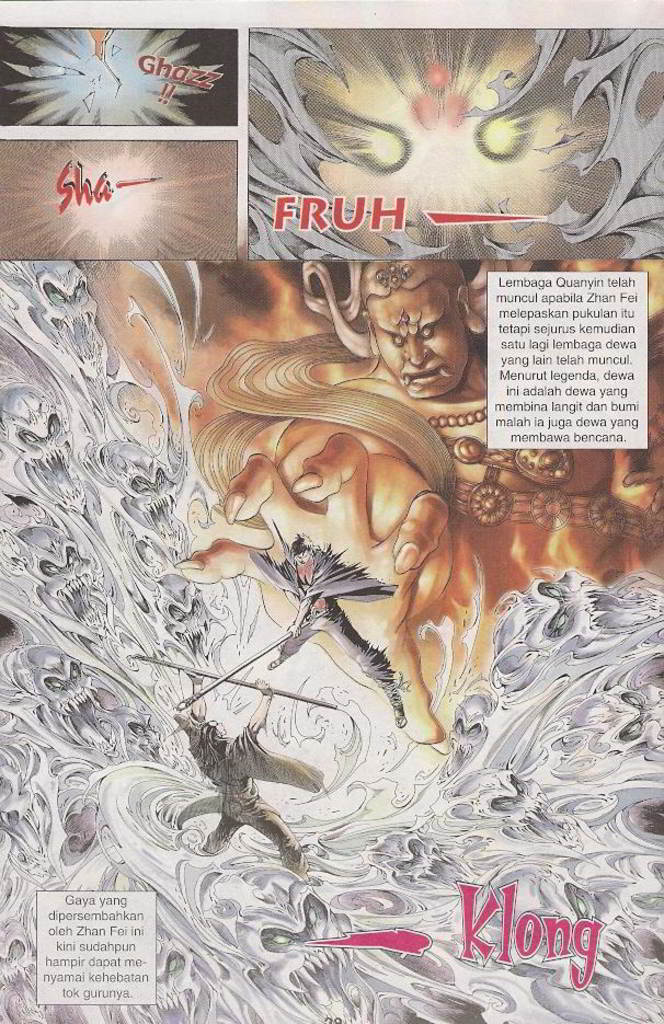 Ghazz
!!
Sha
FRUH
Lembaga Quanyin telah
muncul apabila Zhan Fei
melepaskan pukulan itu
tetapi sejurus kemudian
satu lagi lembaga dewa
yang lain telah muncul.
Menurut legenda, dewa
ini adalah dewa yang
membina langit dan bumi
malah ia juga dewa yang
membawa bencana.
Gaya yang
dipersembahkan
oleh Zhan Fei ini
kini sudahpun
hampir dapat me-
nyamai kehebatan
tok gurunya.
Klong